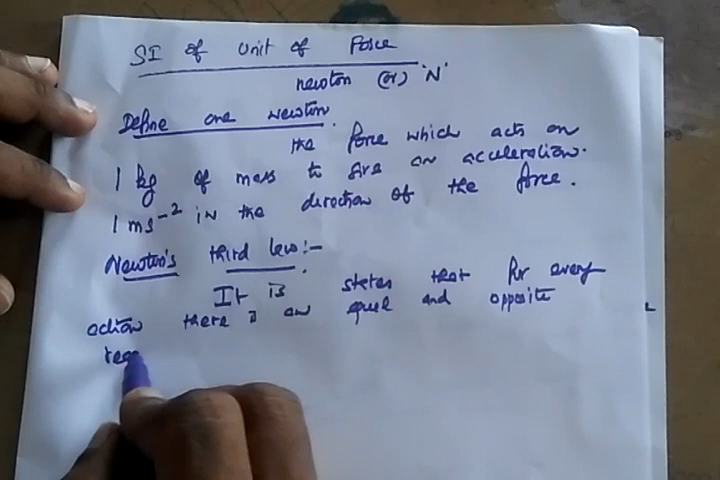 SI of unit of Force
newton (or) 'N'
Define one Newton.
the force which acts on
1 kg of mass to give an acceleration.
1 ms⁻² in the direction of the force.
Newton's third law:-
It is states that for every
action there is an equal and opposite
reac